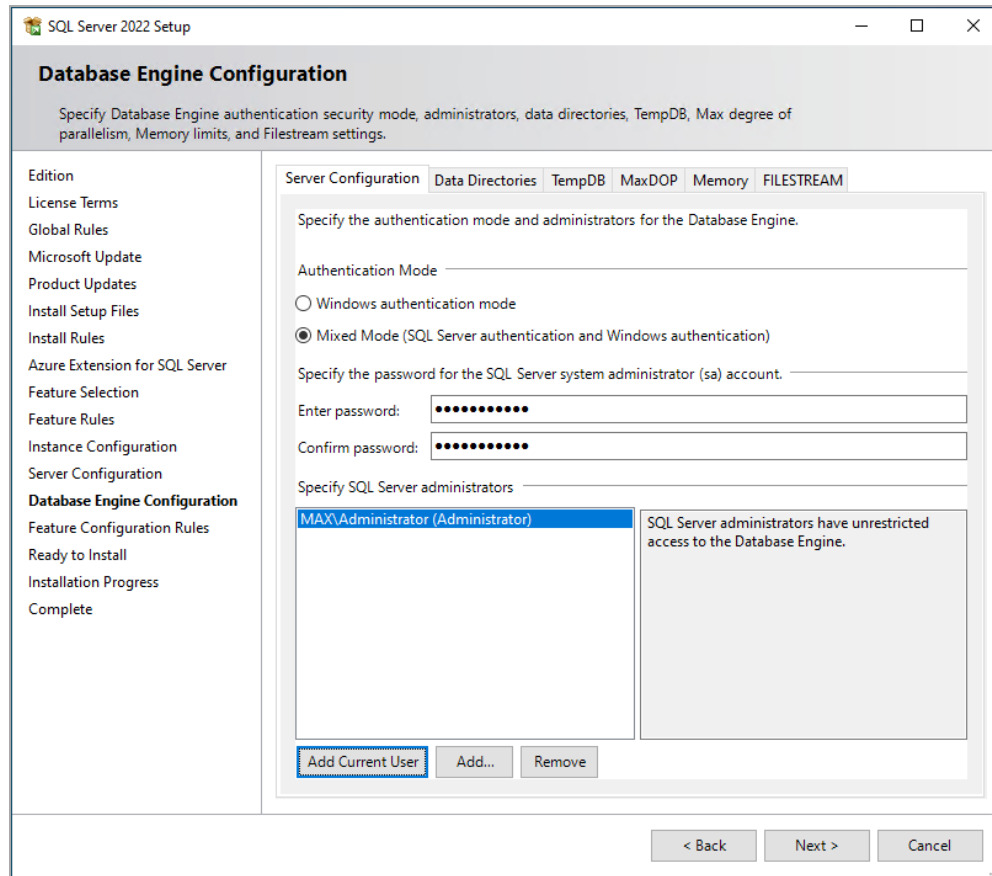 SQL Server 2022 Setup
Database Engine Configuration
Specify Database Engine authentication security mode, administrators, data directories, TempDB, Max degree of
parallelism, Memory limits, and Filestream settings.
Edition
License Terms
Global Rules
Microsoft Update
Product Updates
Install Setup Files
Install Rules
Azure Extension for SQL Server
Feature Selection
Feature Rules
Instance Configuration
Server Configuration
Database Engine Configuration
Feature Configuration Rules
Ready to Install
Installation Progress
Complete
Server Configuration Data Directories TempDB MaxDOP Memory FILESTREAM
Specify the authentication mode and administrators for the Database Engine.
Authentication Mode
Windows authentication mode
Mixed Mode (SQL Server authentication and Windows authentication)
Specify the password for the SQL Server system administrator (sa) account.
Enter password: ●●●●●●●●●●●
Confirm password: ●●●●●●●●●●●
Specify SQL Server administrators
MAX\Administrator (Administrator)
SQL Server administrators have unrestricted
access to the Database Engine.
Add Current User Add... Remove
< Back Next > Cancel